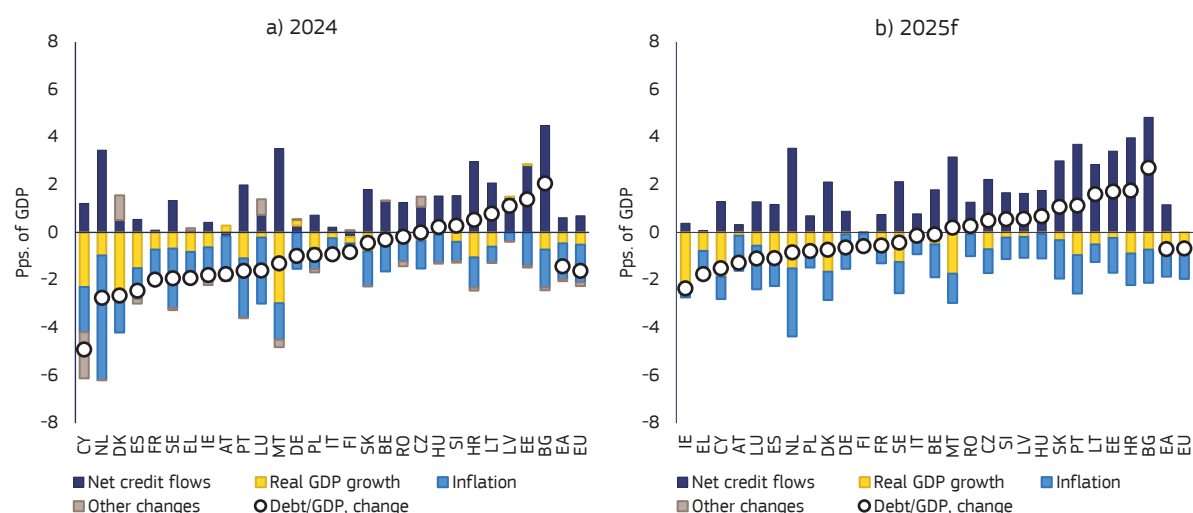 a) 2024
Pps. of GDP
8
6
4
2
0
-2
-4
-6
-8
CY NL DK ES FR SE EL IE AT PT LU MT DE PL IT FI SK BE RO CZ HU SI HR LT LV EE BG EA EU
Net credit flows Real GDP growth Inflation
Other changes Debt/GDP, change
b) 2025f
Pps. of GDP
8
6
4
2
0
-2
-4
-6
-8
IE EL CY AT LU ES NL PL DK DE FI FR SE IT BE MT RO CZ SI LV HU SK PT LT EE HR BG EA EU
Net credit flows Real GDP growth Inflation
Other changes Debt/GDP, change